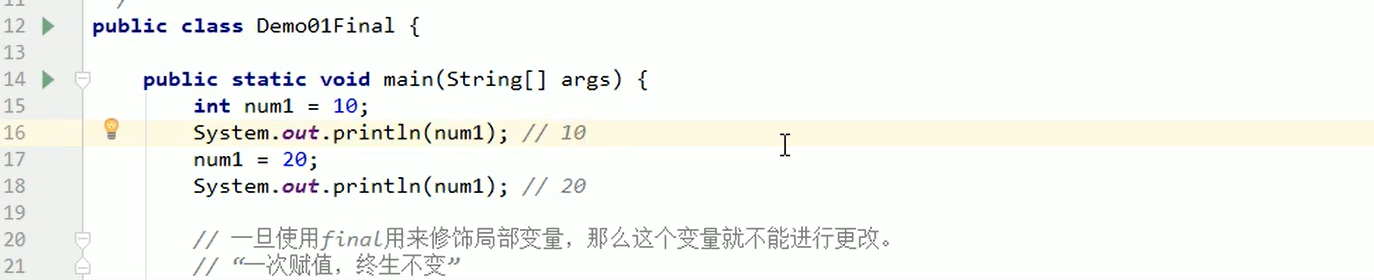 11 /
12 public class Demo01Final {
13
14 public static void main(String[] args) {
15 int num1 = 10;
16 System.out.println(num1); // 10
17 num1 = 20;
18 System.out.println(num1); // 20
19
20 // 一旦使用final用来修饰局部变量，那么这个变量就不能进行更改。
21 // “一次赋值，终生不变”